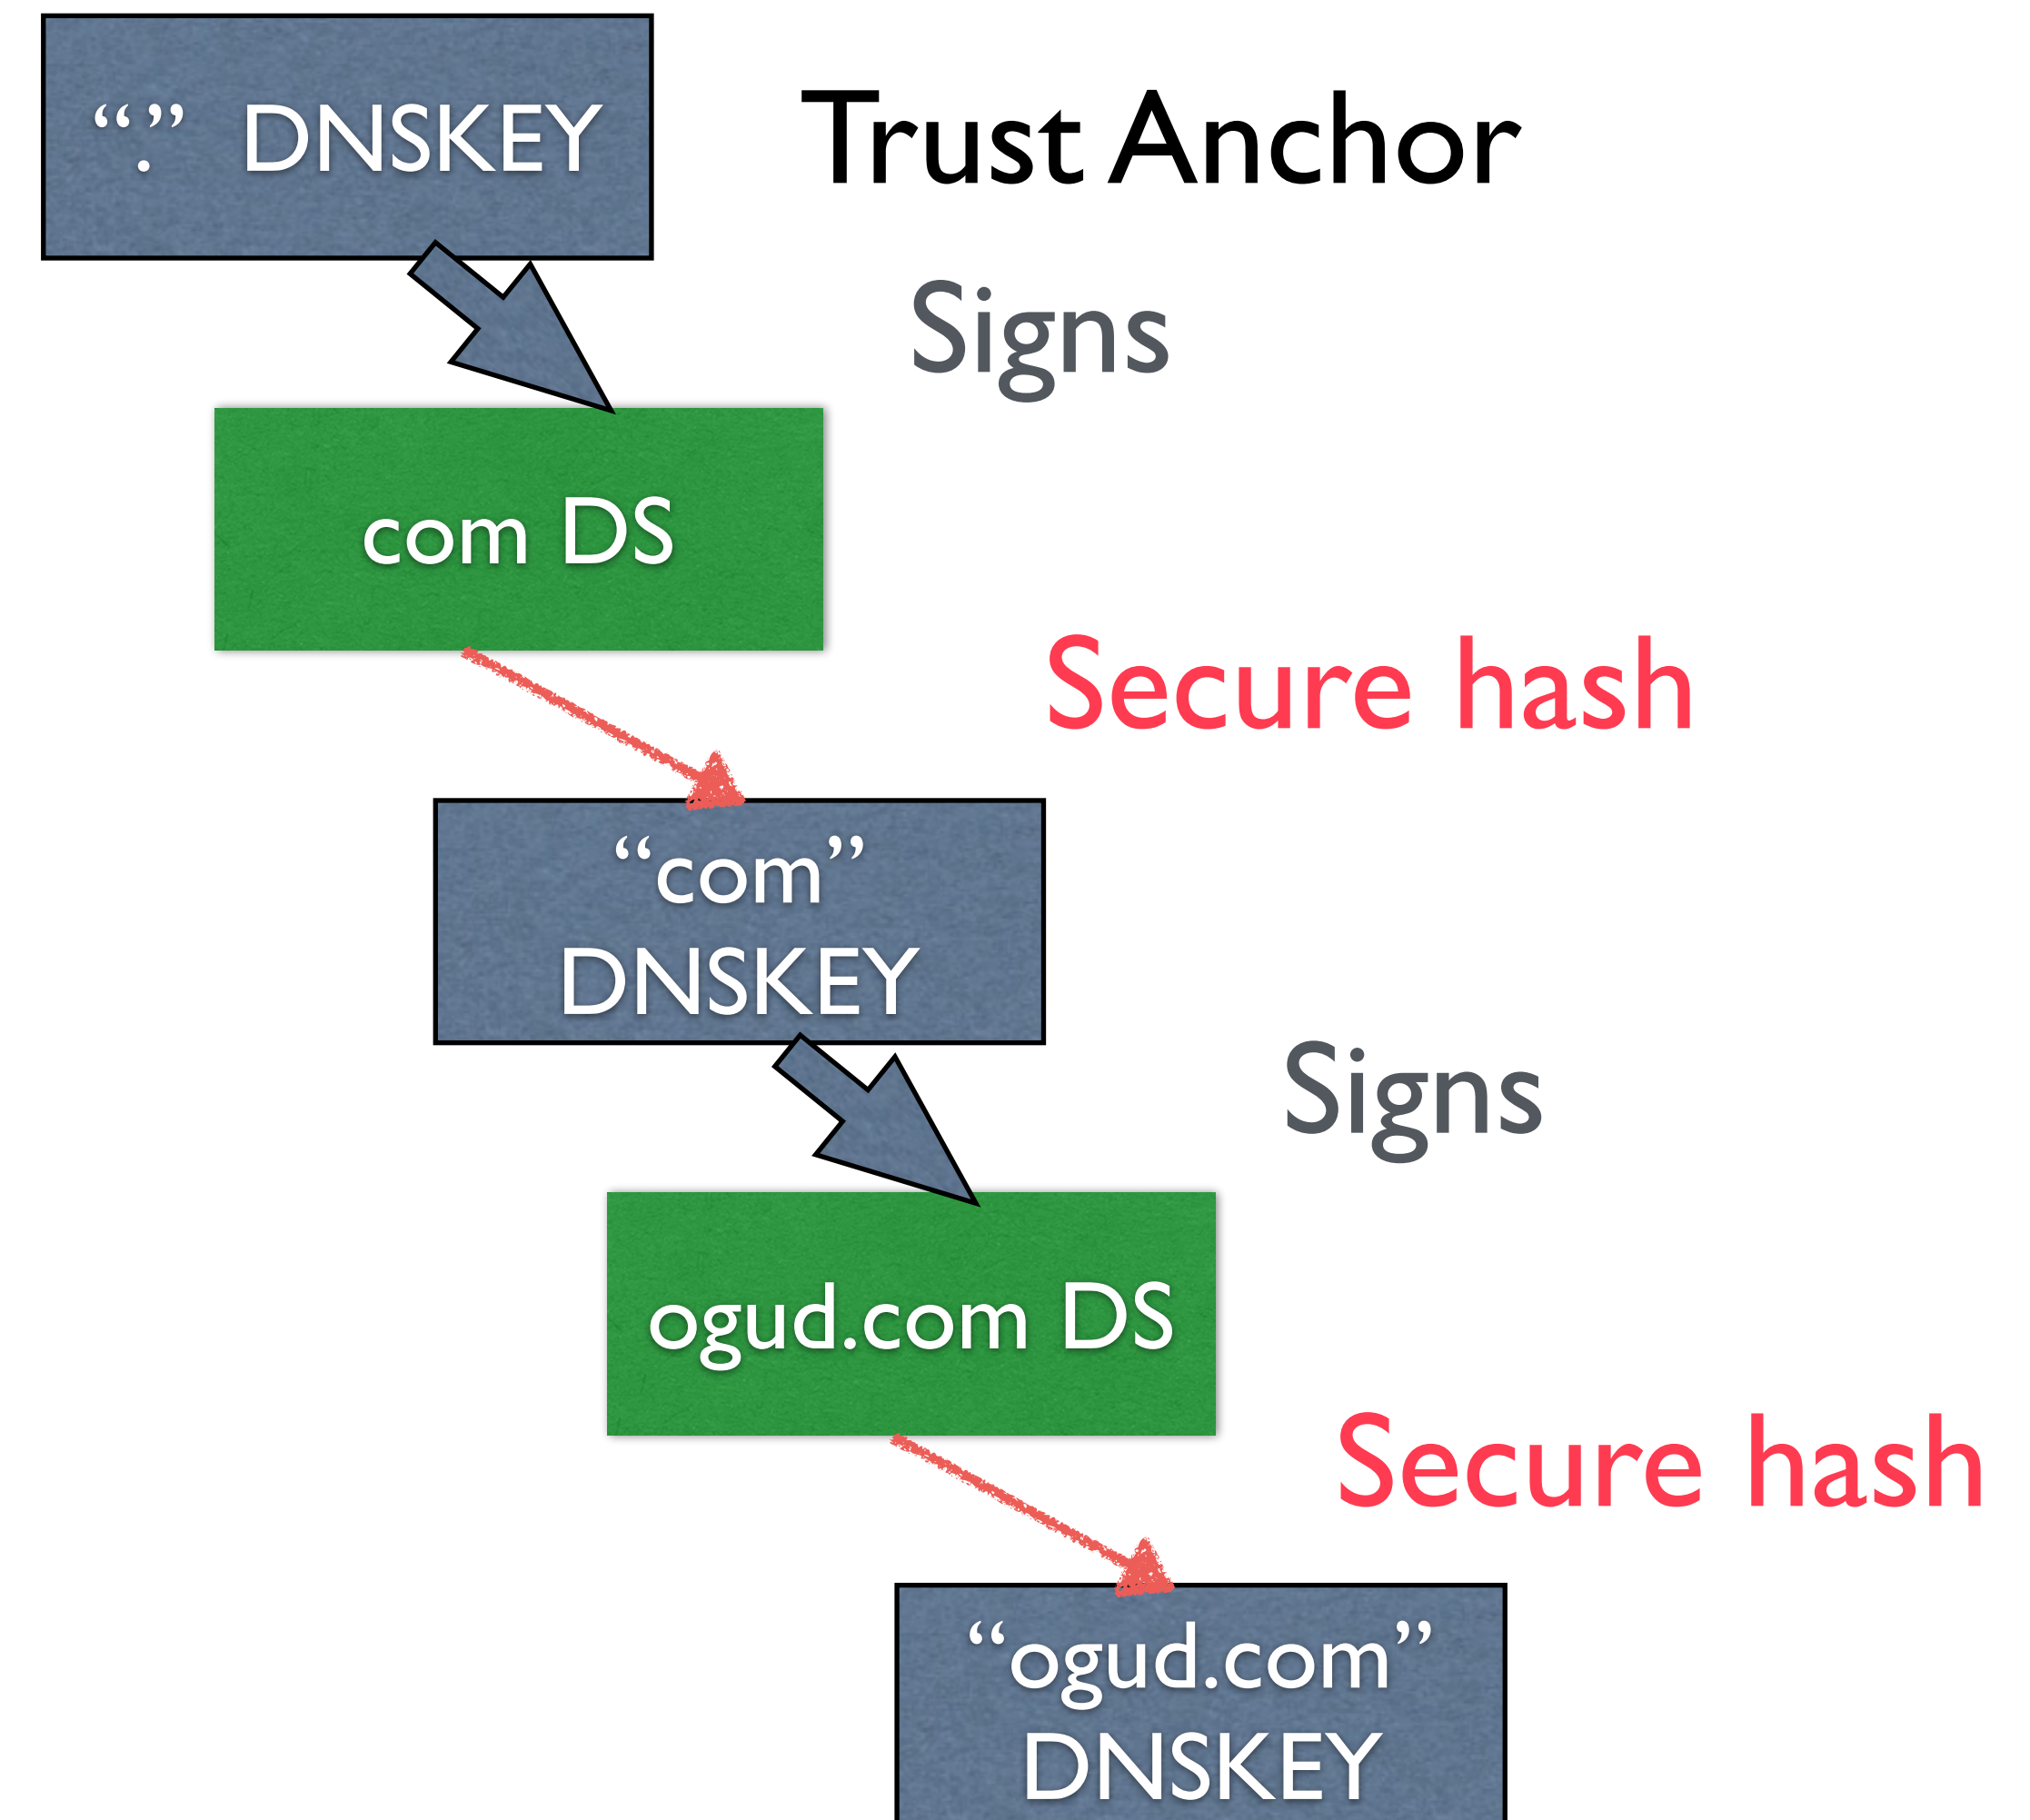 “.” DNSKEY
Trust Anchor
Signs
com DS
Secure hash
“com”
DNSKEY
Signs
ogud.com DS
Secure hash
“ogud.com”
DNSKEY